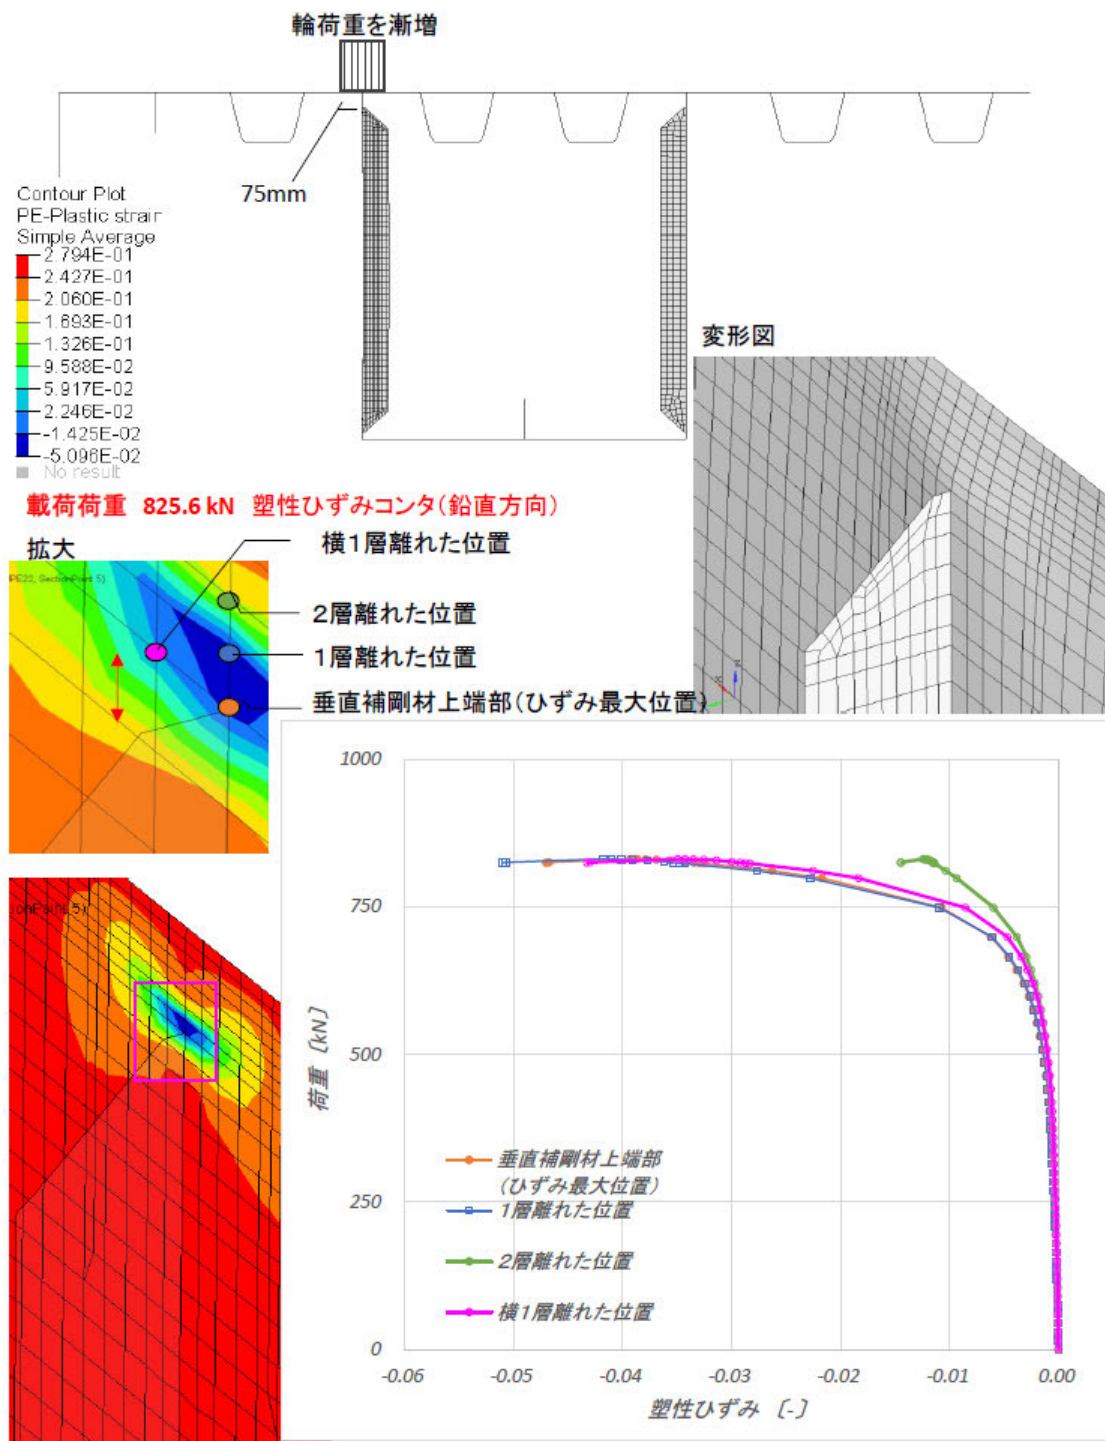 輪荷重を漸増
75mm
Contour Plot
PE-Plastic strain
Simple Average
2.794E-01
2.427E-01
2.060E-01
1.693E-01
1.326E-01
9.588E-02
5.917E-02
2.246E-02
-1.425E-02
-5.096E-02
No result
変形図
載荷荷重 825.6 kN 塑性ひずみコンタ(鉛直方向)
拡大
PE22, SectionPoint 5)
横1層離れた位置
2層離れた位置
1層離れた位置
垂直補剛材上端部(ひずみ最大位置)
Z
X
ionPoint 5)
1000
750
500
250
0
荷重 [kN]
垂直補剛材上端部
(ひずみ最大位置)
1層離れた位置
2層離れた位置
横1層離れた位置
-0.06
-0.05
-0.04
-0.03
-0.02
-0.01
0.00
塑性ひずみ [-]